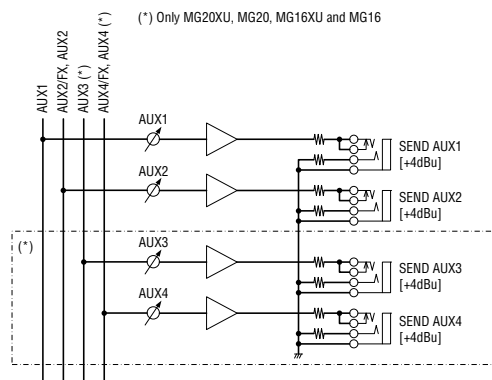 (*) Only MG20XU, MG20, MG16XU and MG16
AUX1
AUX2/FX, AUX2
AUX3 (*)
AUX4/FX, AUX4 (*)
AUX1
SEND AUX1
[+4dBu]
AUX2
SEND AUX2
[+4dBu]
(*)
AUX3
SEND AUX3
[+4dBu]
AUX4
SEND AUX4
[+4dBu]